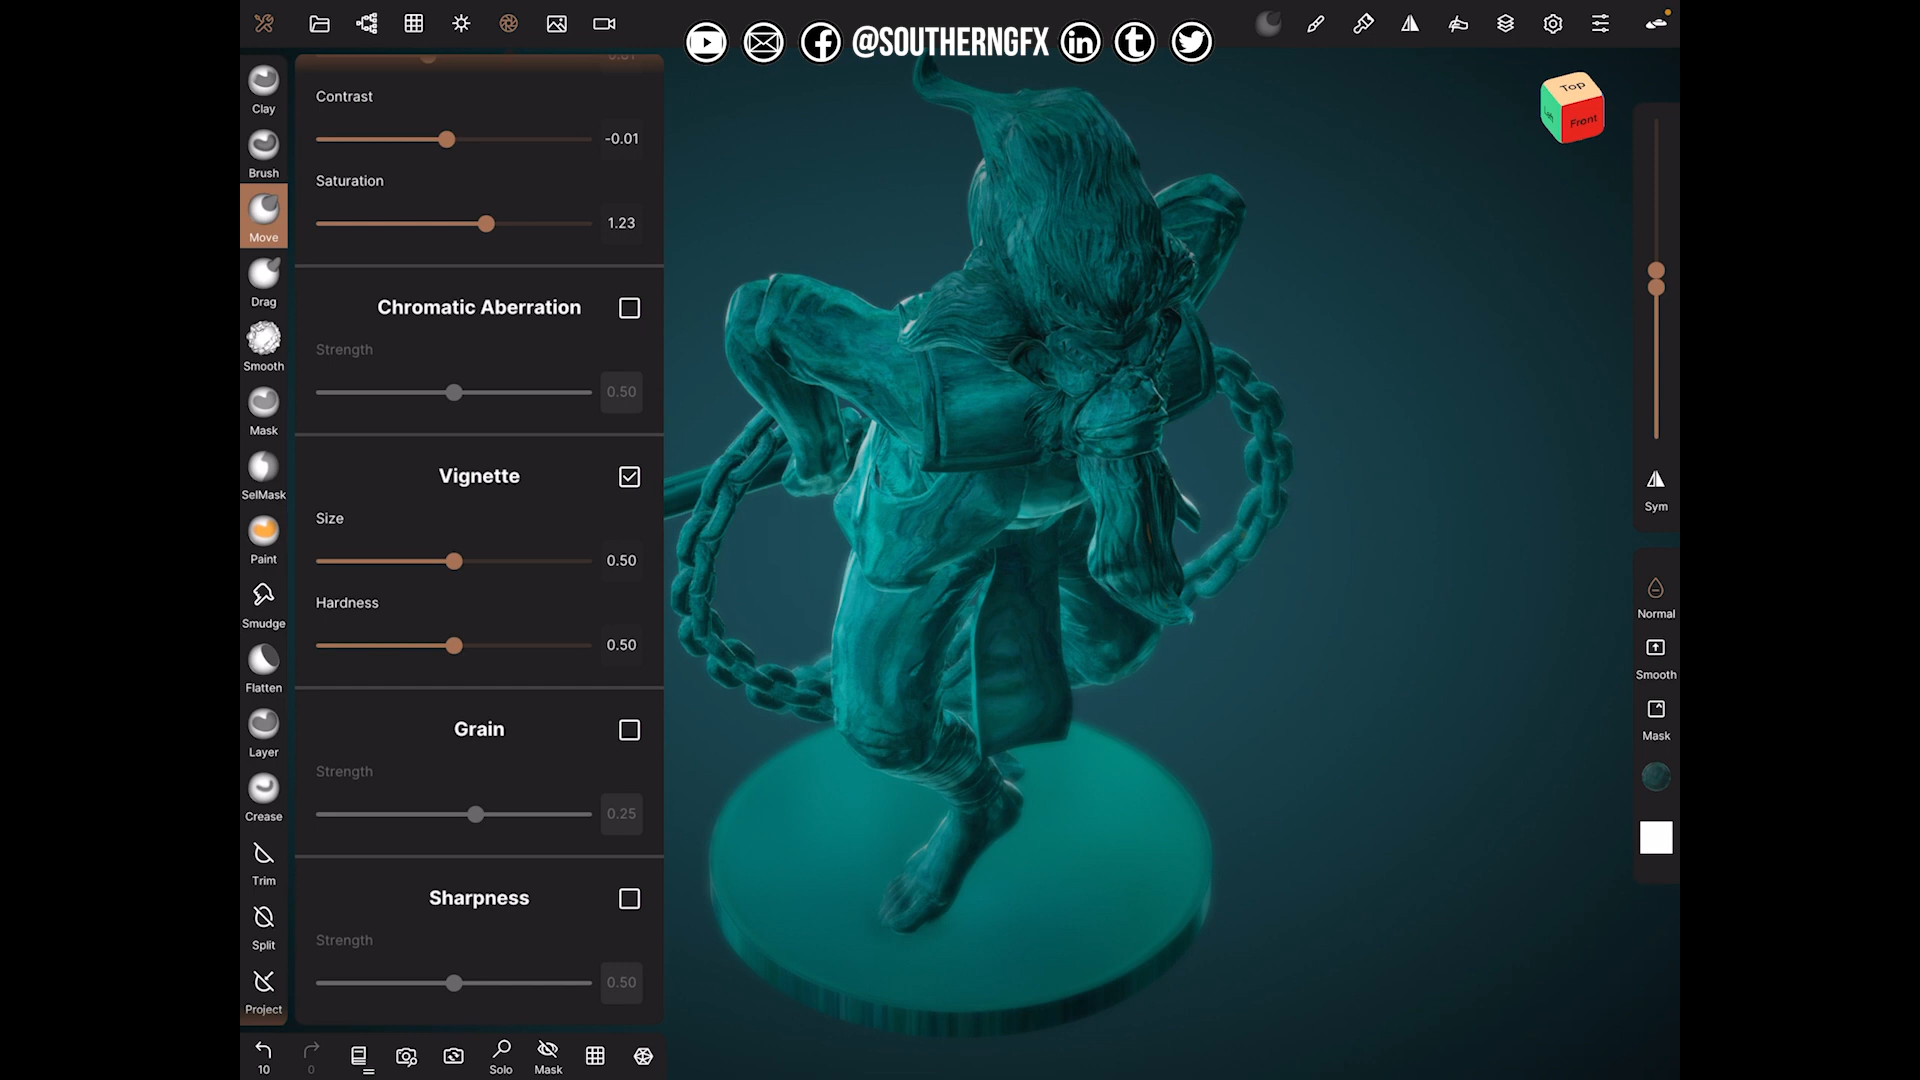 @SOUTHERNGFX
Contrast
-0.01
Saturation
1.23
Chromatic Aberration
Strength
0.50
Vignette
Size
0.50
Hardness
0.50
Grain
Strength
0.25
Sharpness
Strength
0.50
Clay
Brush
Move
Drag
Smooth
Mask
SelMask
Paint
Smudge
Flatten
Layer
Crease
Trim
Split
Project
10
0
Solo
Mask
Top
Left
Front
Sym
Normal
Smooth
Mask